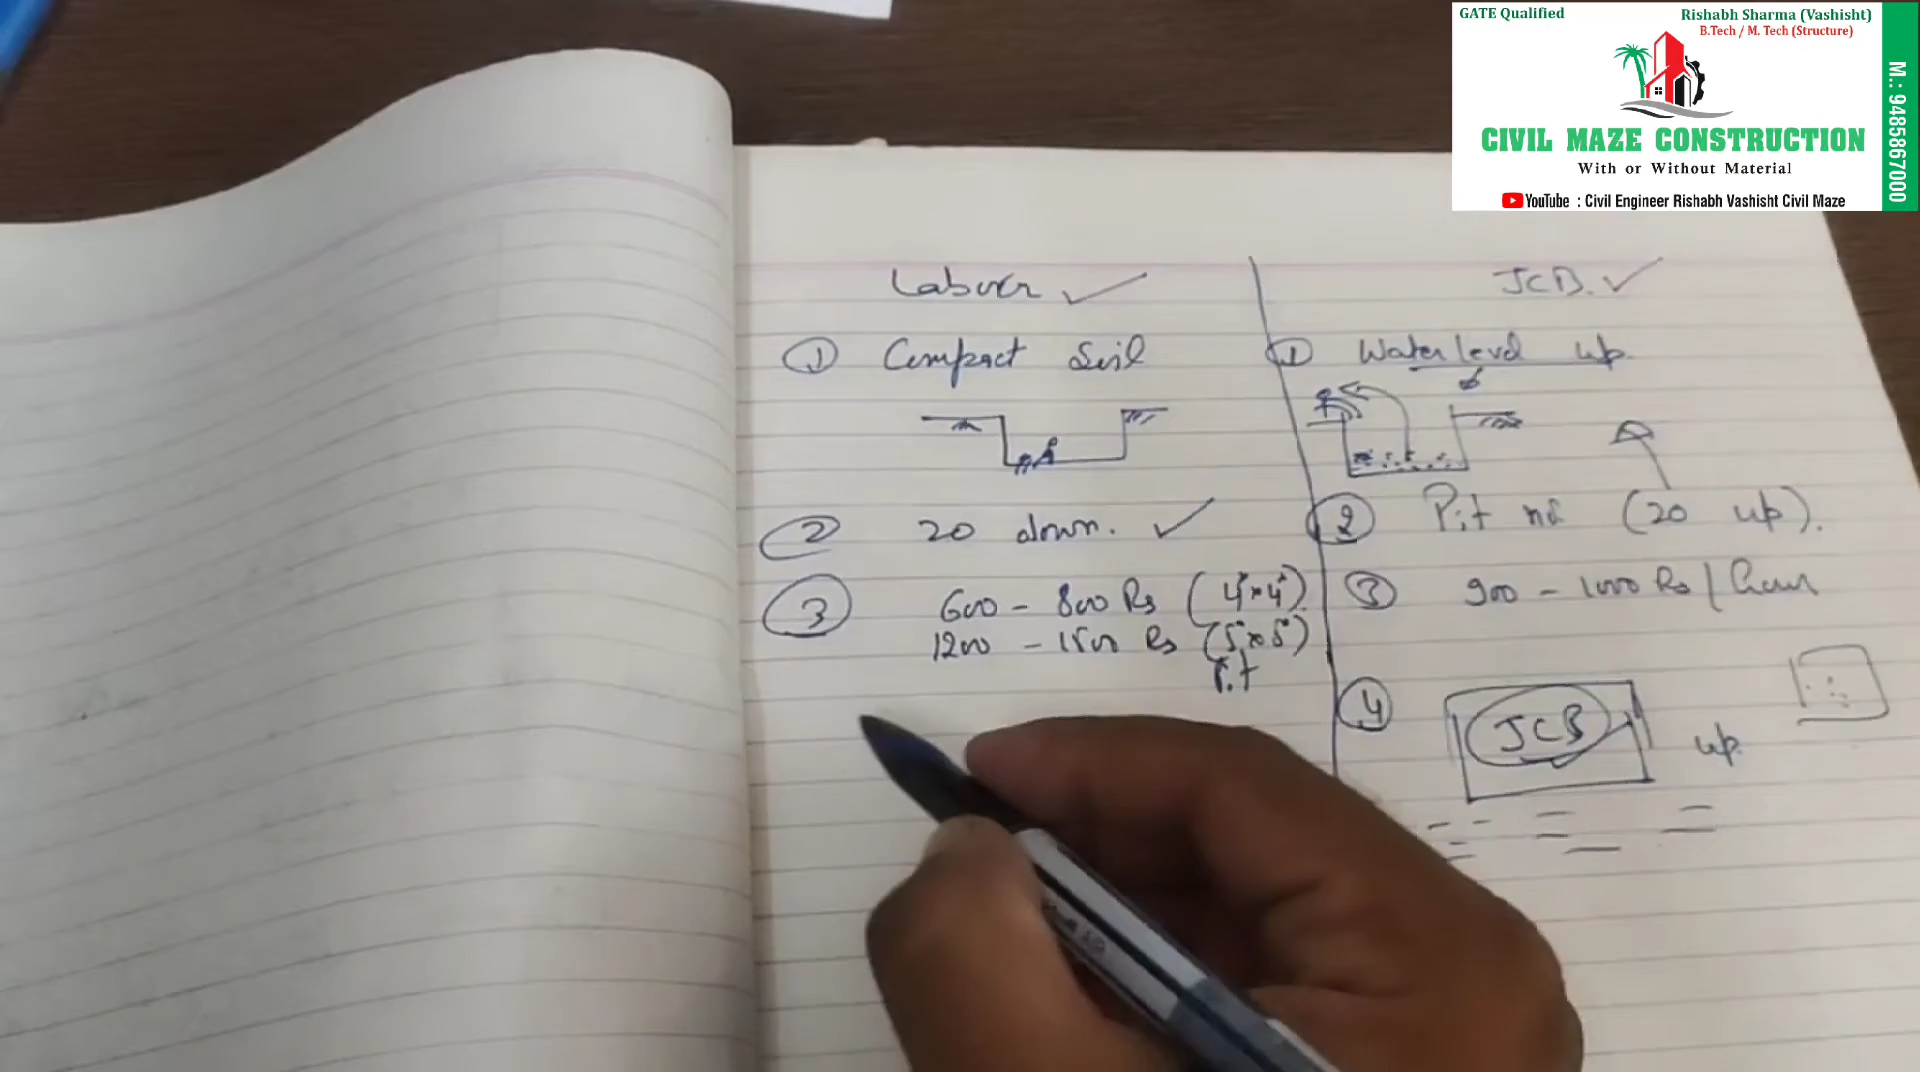 GATE Qualified
Rishabh Sharma (Vashisht)
B.Tech / M. Tech (Structure)
CIVIL MAZE CONSTRUCTION
With or Without Material
YouTube : Civil Engineer Rishabh Vashisht Civil Maze
M.: 9485867000
Labour
① Compact Soil
② 20 down.
③ 600 - 800 Rs (4'×4')
1200 - 1500 Rs (5'×5')
Pit
JCB.
① Water level up
② Pit no (20 up).
③ 900 - 1000 Rs / hour
④ JCB up